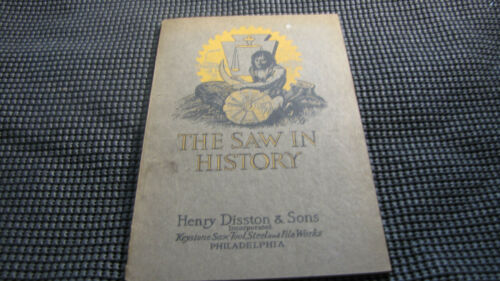 THE SAW IN
HISTORY
Henry Disston & Sons
Incorporated
Keystone Saw, Tool, Steel and File Works
PHILADELPHIA